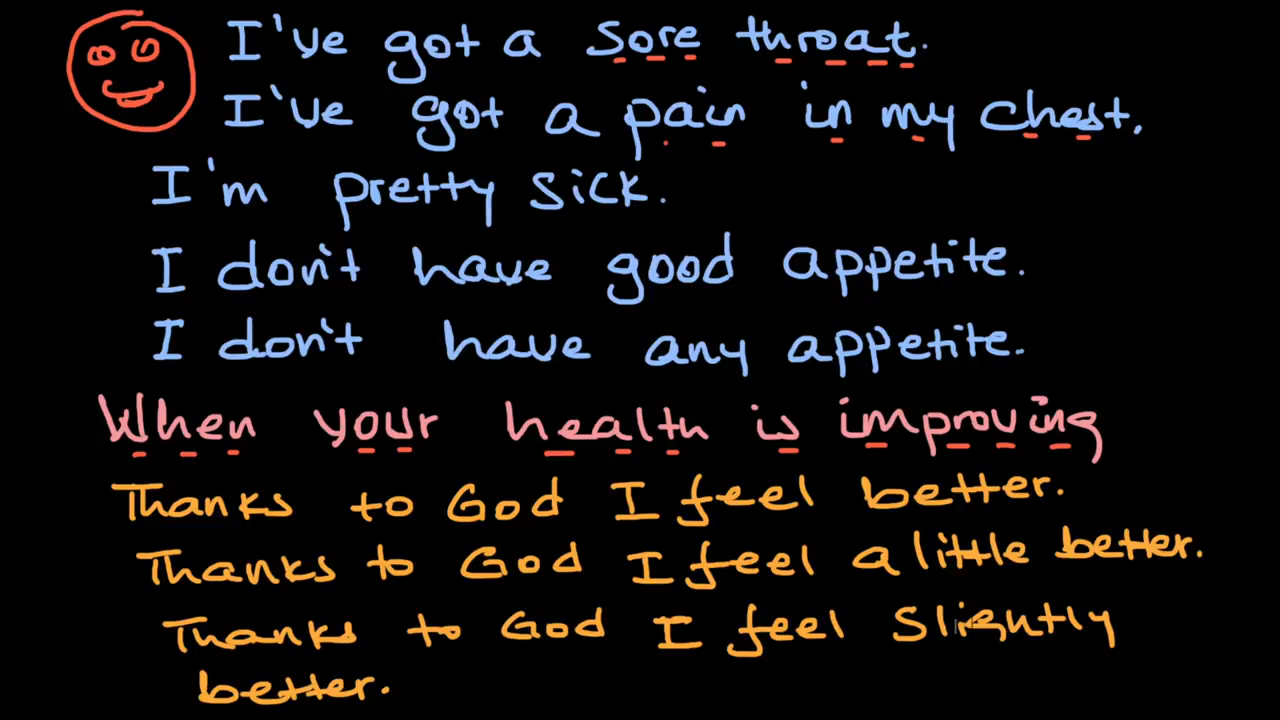 I've got a sore throat.
I've got a pain in my chest.
I'm pretty sick.
I don't have good appetite.
I don't have any appetite.
When your health is improving
Thanks to God I feel better.
Thanks to God I feel a little better.
Thanks to God I feel slightly
better.